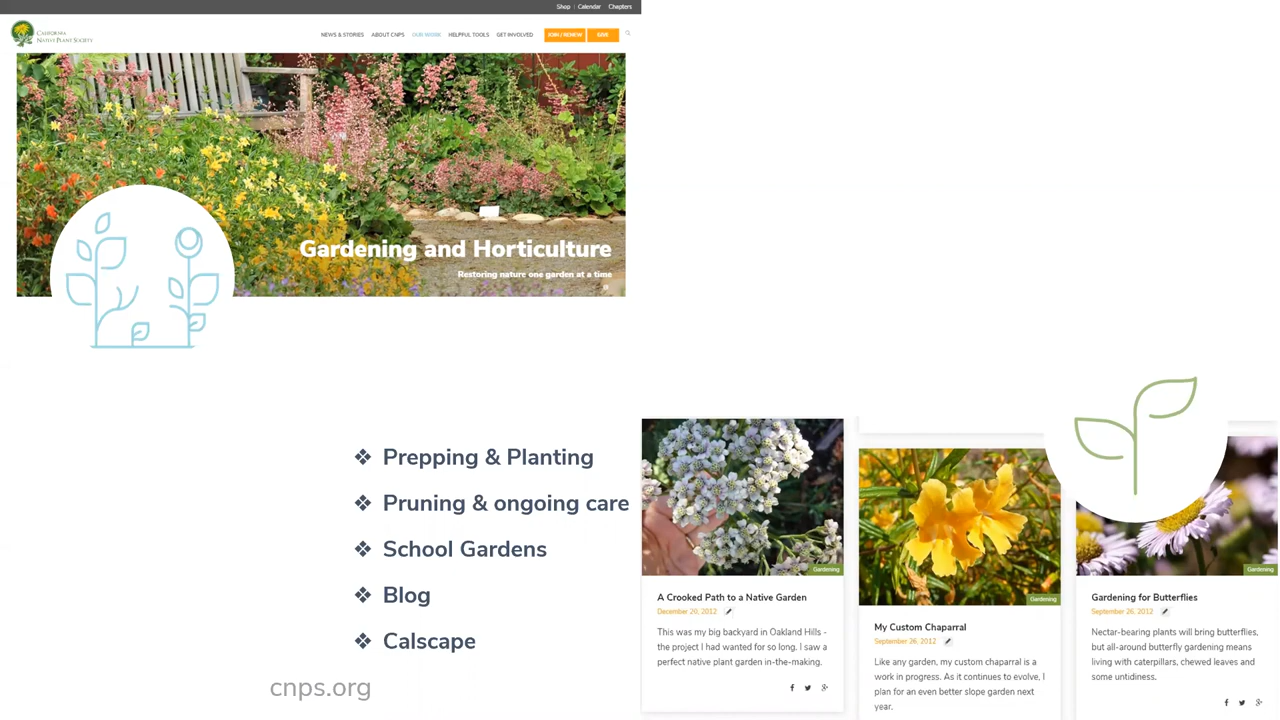 Shop
Calendar
Chapters
CALIFORNIA
NATIVE PLANT SOCIETY
NEWS & STORIES
ABOUT CNPS
OUR WORK
HELPFUL TOOLS
GET INVOLVED
JOIN / RENEW
GIVE
Gardening and Horticulture
Restoring nature one garden at a time
❖ Prepping & Planting
❖ Pruning & ongoing care
❖ School Gardens
❖ Blog
❖ Calscape
cnps.org
Gardening
A Crooked Path to a Native Garden
December 20, 2012
This was my big backyard in Oakland Hills -
the project I had wanted for so long. I saw a
perfect native plant garden in-the-making.
Gardening
My Custom Chaparral
September 26, 2012
Like any garden, my custom chaparral is a
work in progress. As it continues to evolve, I
plan for an even better slope garden next
year.
Gardening
Gardening for Butterflies
September 26, 2012
Nectar-bearing plants will bring butterflies,
but all-around butterfly gardening means
living with caterpillars, chewed leaves and
some untidiness.